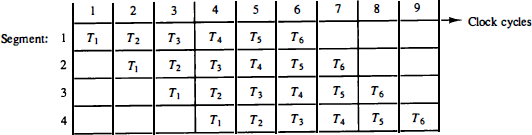 1 2 3 4 5 6 7 8 9
Clock cycles
Segment: 1 T1 T2 T3 T4 T5 T6
2 T1 T2 T3 T4 T5 T6
3 T1 T2 T3 T4 T5 T6
4 T1 T2 T3 T4 T5 T6